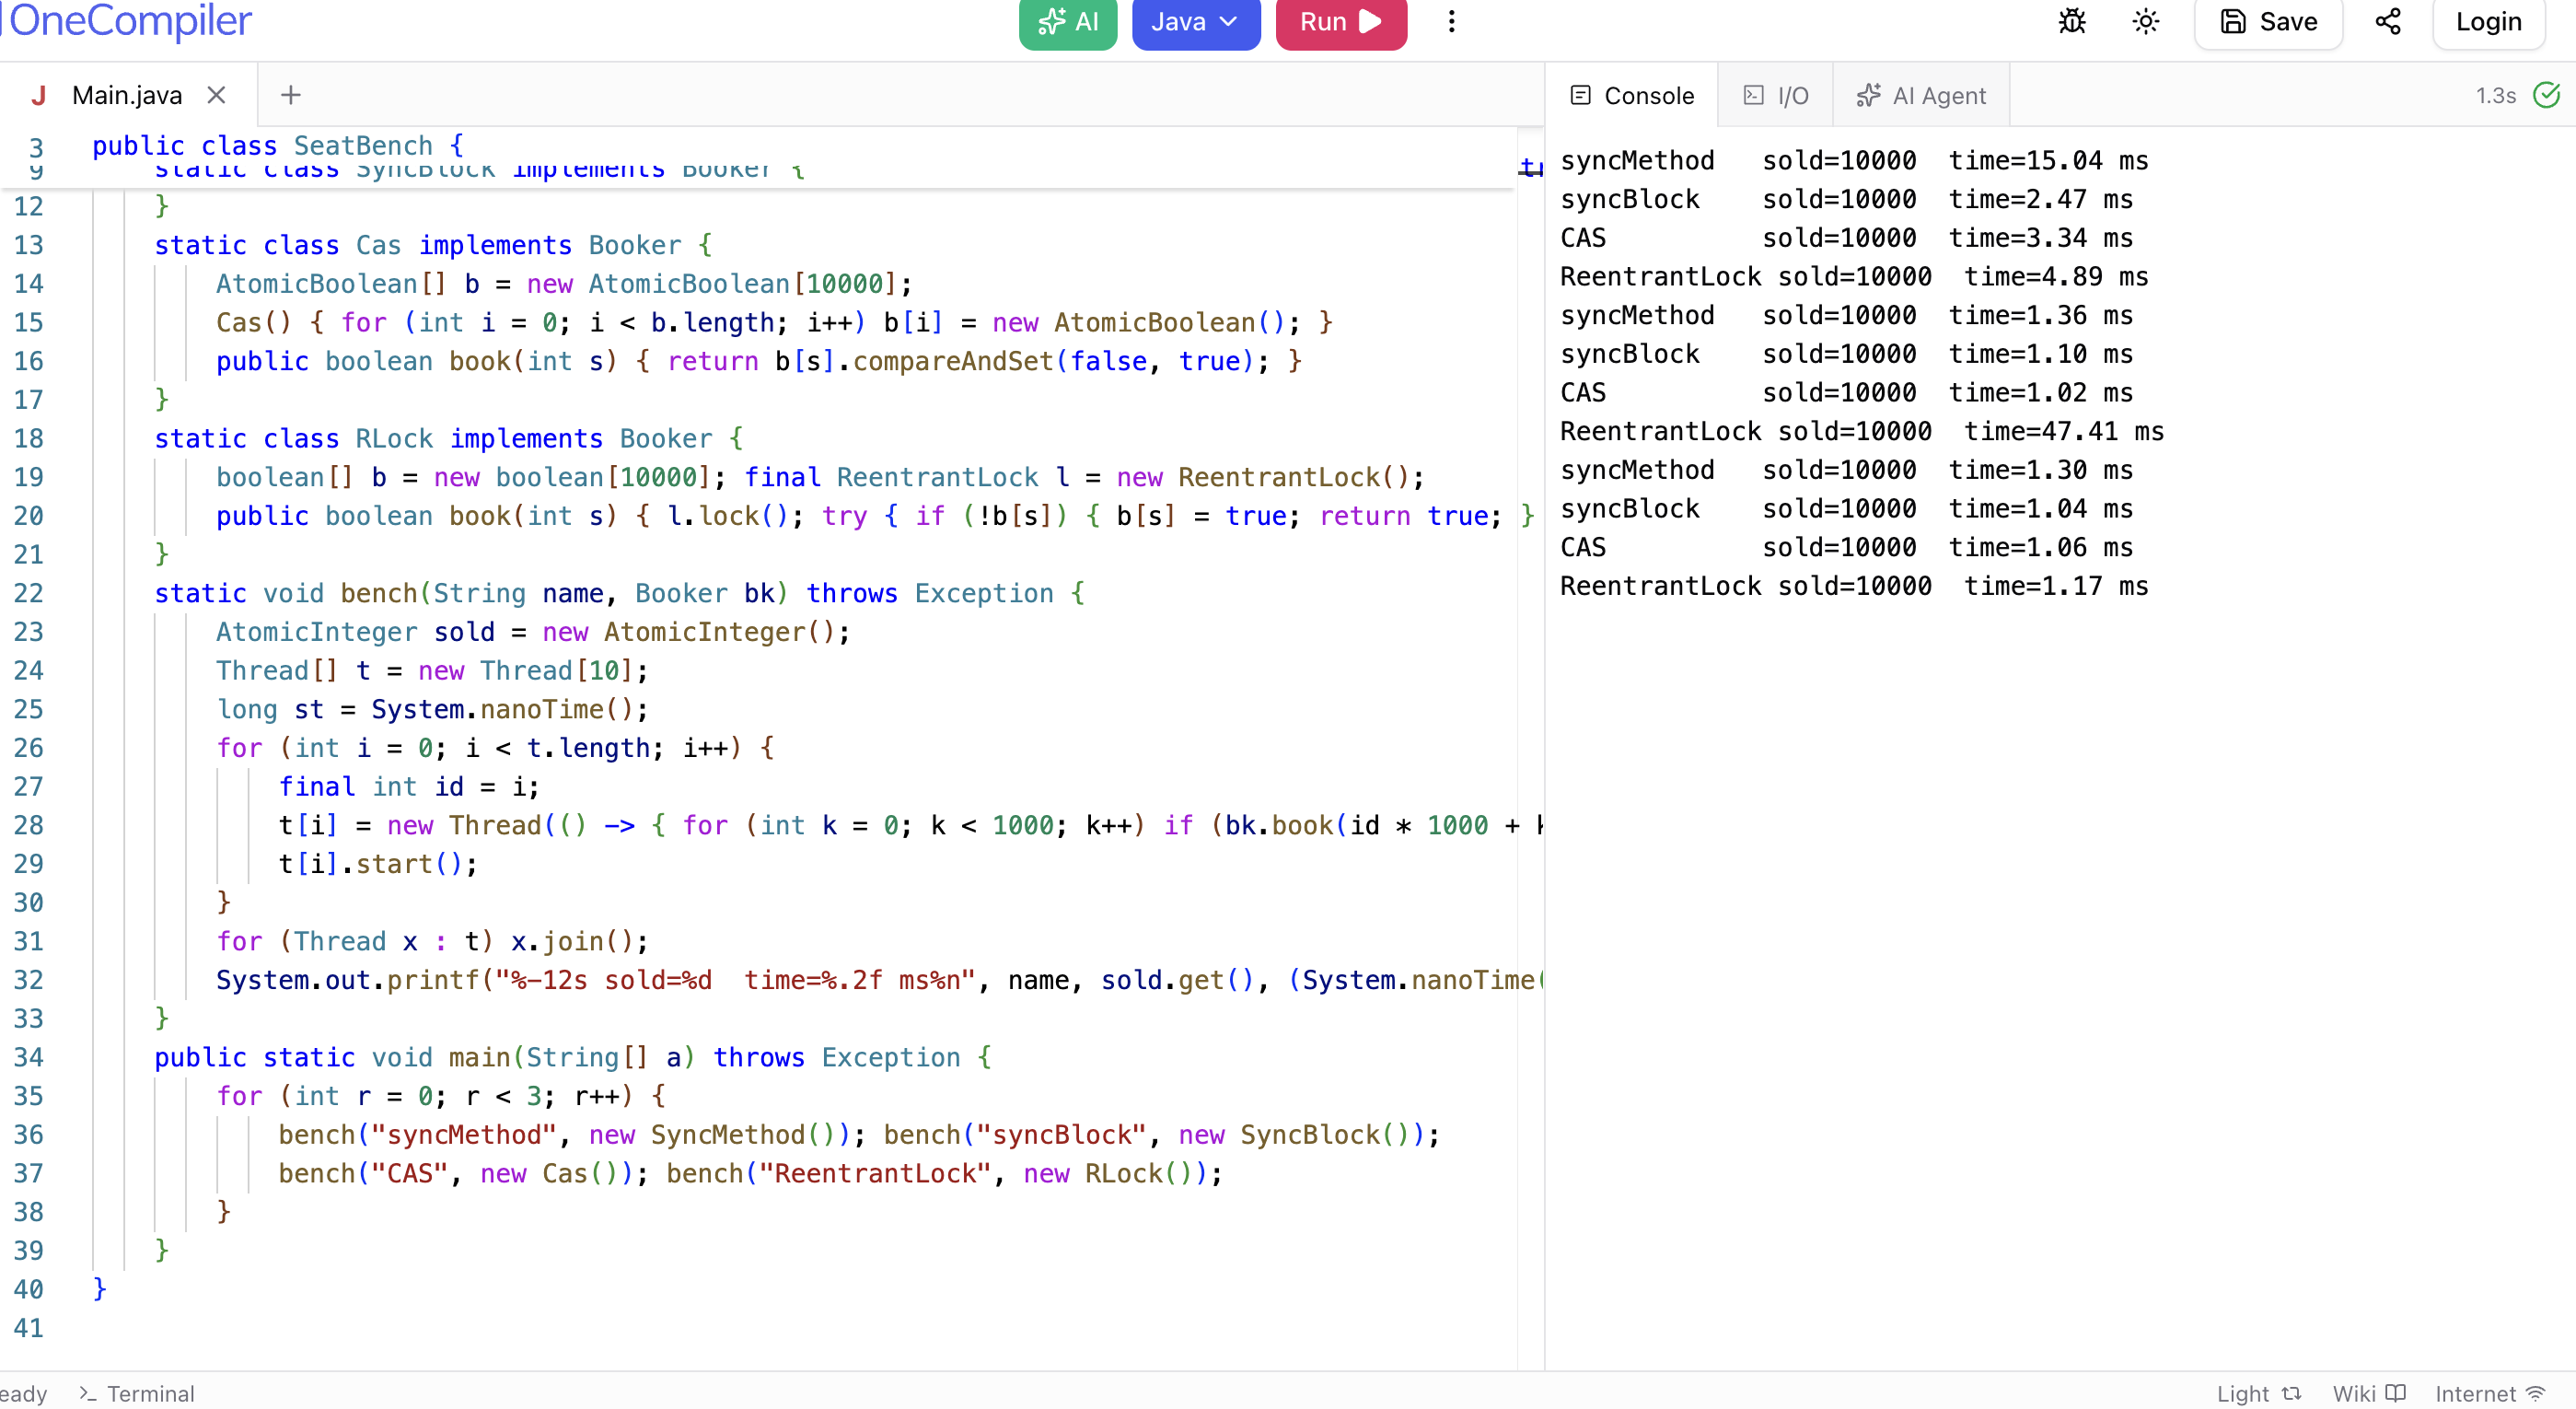 OneCompiler
AI
Java
Run
Save
Login
J Main.java
Console
I/O
AI Agent
1.3s
3 public class SeatBench {
9 static class SyncBlock implements Booker {
12 }
13 static class Cas implements Booker {
14 AtomicBoolean[] b = new AtomicBoolean[10000];
15 Cas() { for (int i = 0; i < b.length; i++) b[i] = new AtomicBoolean(); }
16 public boolean book(int s) { return b[s].compareAndSet(false, true); }
17 }
18 static class RLock implements Booker {
19 boolean[] b = new boolean[10000]; final ReentrantLock l = new ReentrantLock();
20 public boolean book(int s) { l.lock(); try { if (!b[s]) { b[s] = true; return true; }
21 }
22 static void bench(String name, Booker bk) throws Exception {
23 AtomicInteger sold = new AtomicInteger();
24 Thread[] t = new Thread[10];
25 long st = System.nanoTime();
26 for (int i = 0; i < t.length; i++) {
27 final int id = i;
28 t[i] = new Thread(() -> { for (int k = 0; k < 1000; k++) if (bk.book(id * 1000 +
29 t[i].start();
30 }
31 for (Thread x : t) x.join();
32 System.out.printf("%-12s sold=%d  time=%.2f ms%n", name, sold.get(), (System.nanoTime(
33 }
34 public static void main(String[] a) throws Exception {
35 for (int r = 0; r < 3; r++) {
36 bench("syncMethod", new SyncMethod()); bench("syncBlock", new SyncBlock());
37 bench("CAS", new Cas()); bench("ReentrantLock", new RLock());
38 }
39 }
40 }
41
syncMethod   sold=10000  time=15.04 ms
syncBlock    sold=10000  time=2.47 ms
CAS          sold=10000  time=3.34 ms
ReentrantLock sold=10000  time=4.89 ms
syncMethod   sold=10000  time=1.36 ms
syncBlock    sold=10000  time=1.10 ms
CAS          sold=10000  time=1.02 ms
ReentrantLock sold=10000  time=47.41 ms
syncMethod   sold=10000  time=1.30 ms
syncBlock    sold=10000  time=1.04 ms
CAS          sold=10000  time=1.06 ms
ReentrantLock sold=10000  time=1.17 ms
eady
Terminal
Light
Wiki
Internet